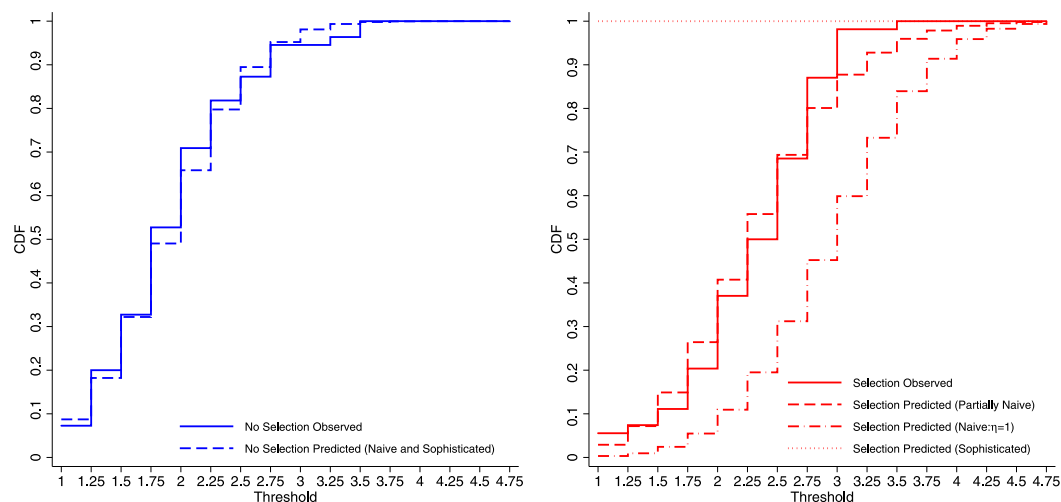 1
0.9
0.8
0.7
0.6
0.5
0.4
0.3
0.2
0.1
0
CDF
No Selection Observed
No Selection Predicted (Naive and Sophisticated)
1 1.25 1.5 1.75 2 2.25 2.5 2.75 3 3.25 3.5 3.75 4 4.25 4.5 4.75
Threshold
1
0.9
0.8
0.7
0.6
0.5
0.4
0.3
0.2
0.1
0
CDF
Selection Observed
Selection Predicted (Partially Naive)
Selection Predicted (Naive:η=1)
Selection Predicted (Sophisticated)
1 1.25 1.5 1.75 2 2.25 2.5 2.75 3 3.25 3.5 3.75 4 4.25 4.5 4.75
Threshold